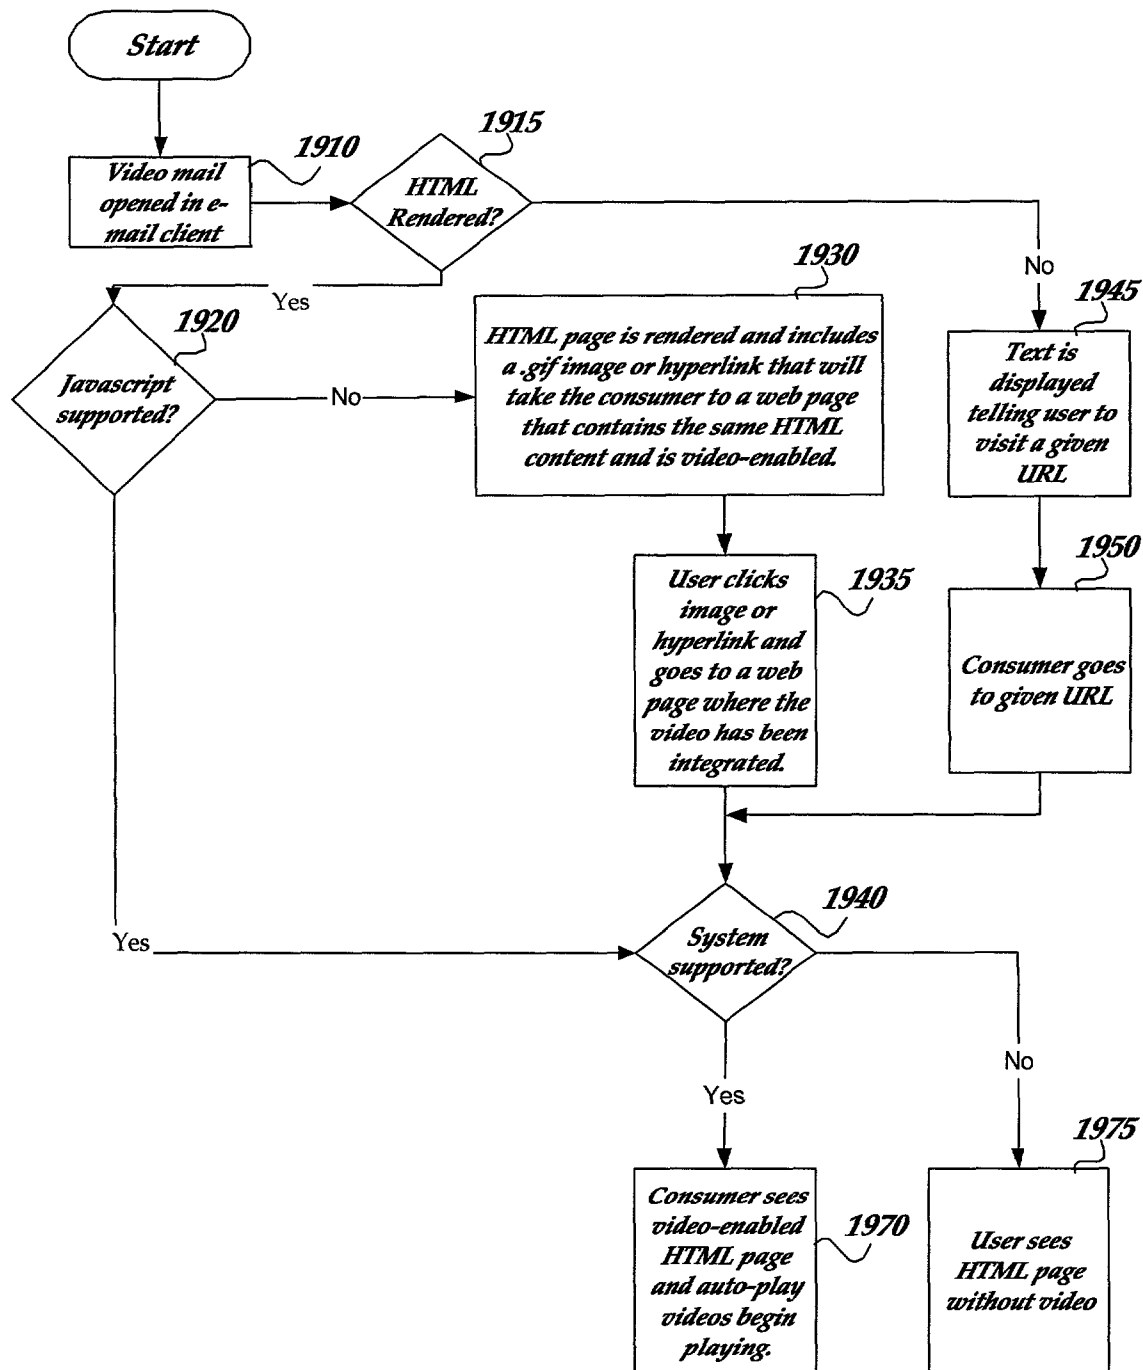 Start
1910
Video mail
opened in e-
mail client
1915
HTML
Rendered?
Yes
No
1920
Javascript
supported?
No
1930
HTML page is rendered and includes
a .gif image or hyperlink that will
take the consumer to a web page
that contains the same HTML
content and is video-enabled.
1945
Text is
displayed
telling user to
visit a given
URL
1935
User clicks
image or
hyperlink and
goes to a web
page where the
video has been
integrated.
1950
Consumer goes
to given URL
Yes
1940
System
supported?
Yes
No
1970
Consumer sees
video-enabled
HTML page
and auto-play
videos begin
playing.
1975
User sees
HTML page
without video